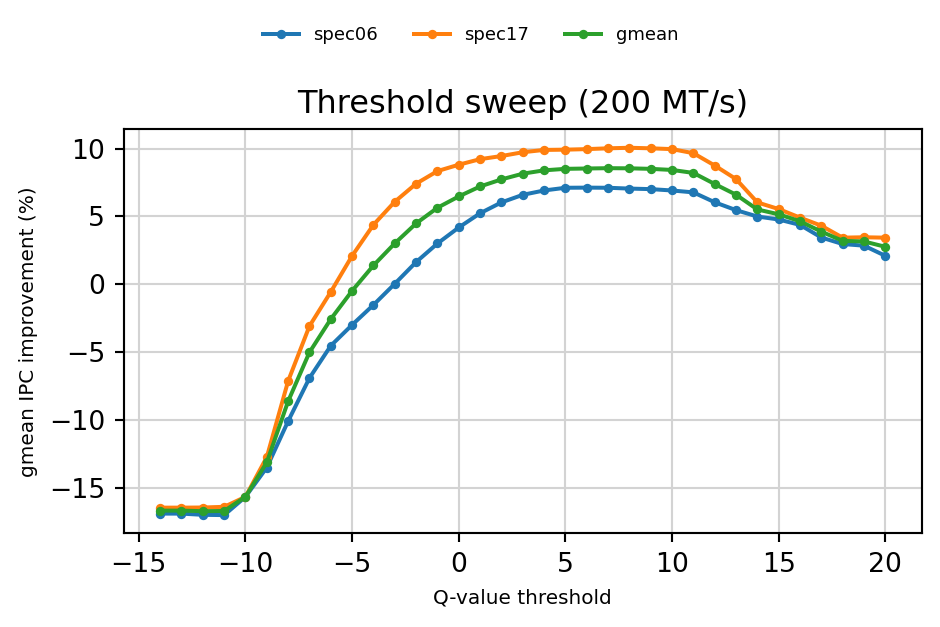 spec06 spec17 gmean
Threshold sweep (200 MT/s)
10
5
0
−5
−10
−15
gmean IPC improvement (%)
−15 −10 −5 0 5 10 15 20
Q-value threshold